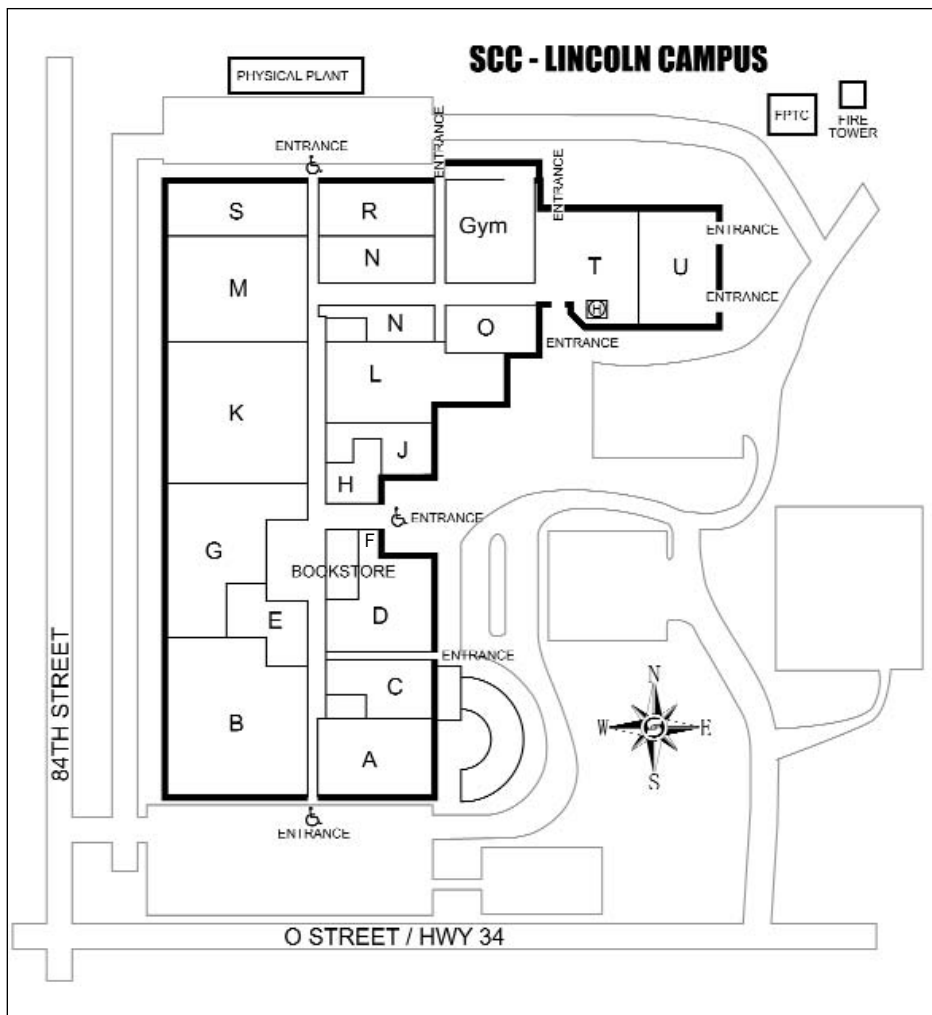 SCC - LINCOLN CAMPUS
PHYSICAL PLANT
FPTC
FIRE
TOWER
ENTRANCE
ENTRANCE
ENTRANCE
S
R
Gym
ENTRANCE
N
T
U
M
ENTRANCE
H
N
O
ENTRANCE
L
K
J
H
ENTRANCE
F
G
BOOKSTORE
E
D
ENTRANCE
C
B
A
N
W
E
S
84TH STREET
ENTRANCE
O STREET / HWY 34